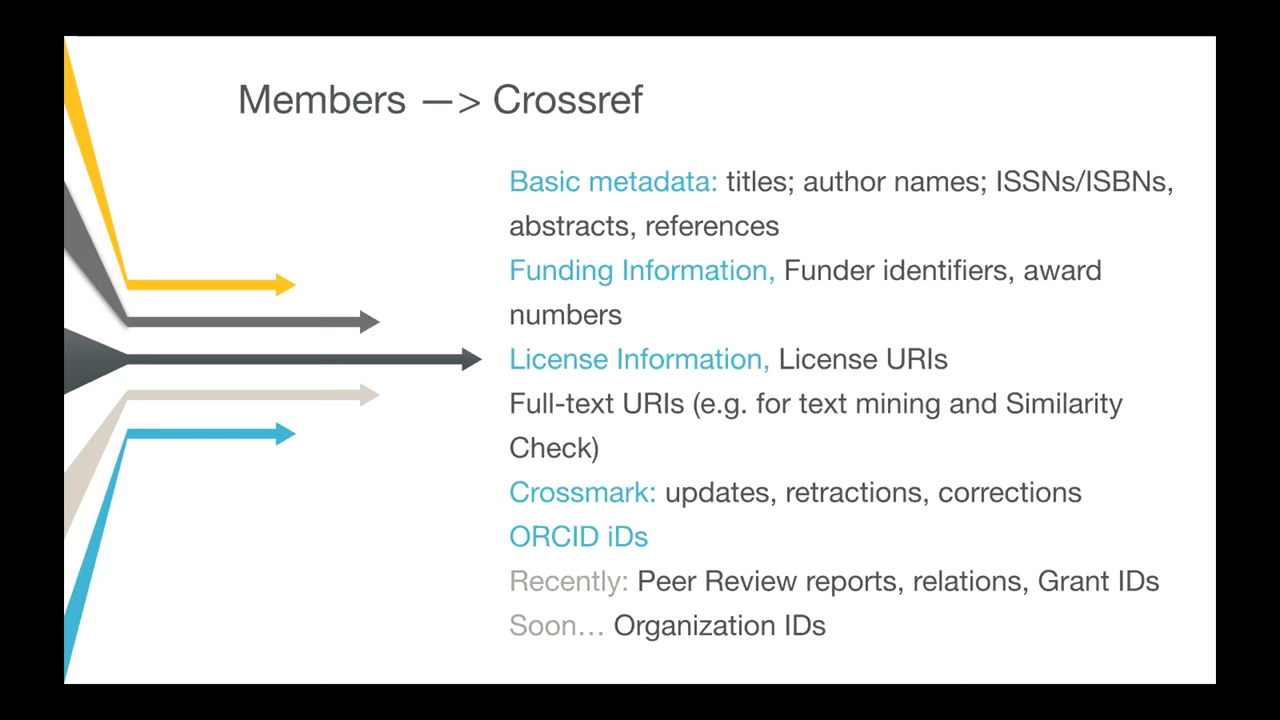 Members —> Crossref
Basic metadata: titles; author names; ISSNs/ISBNs,
abstracts, references
Funding Information, Funder identifiers, award
numbers
License Information, License URIs
Full-text URIs (e.g. for text mining and Similarity
Check)
Crossmark: updates, retractions, corrections
ORCID iDs
Recently: Peer Review reports, relations, Grant IDs
Soon… Organization IDs